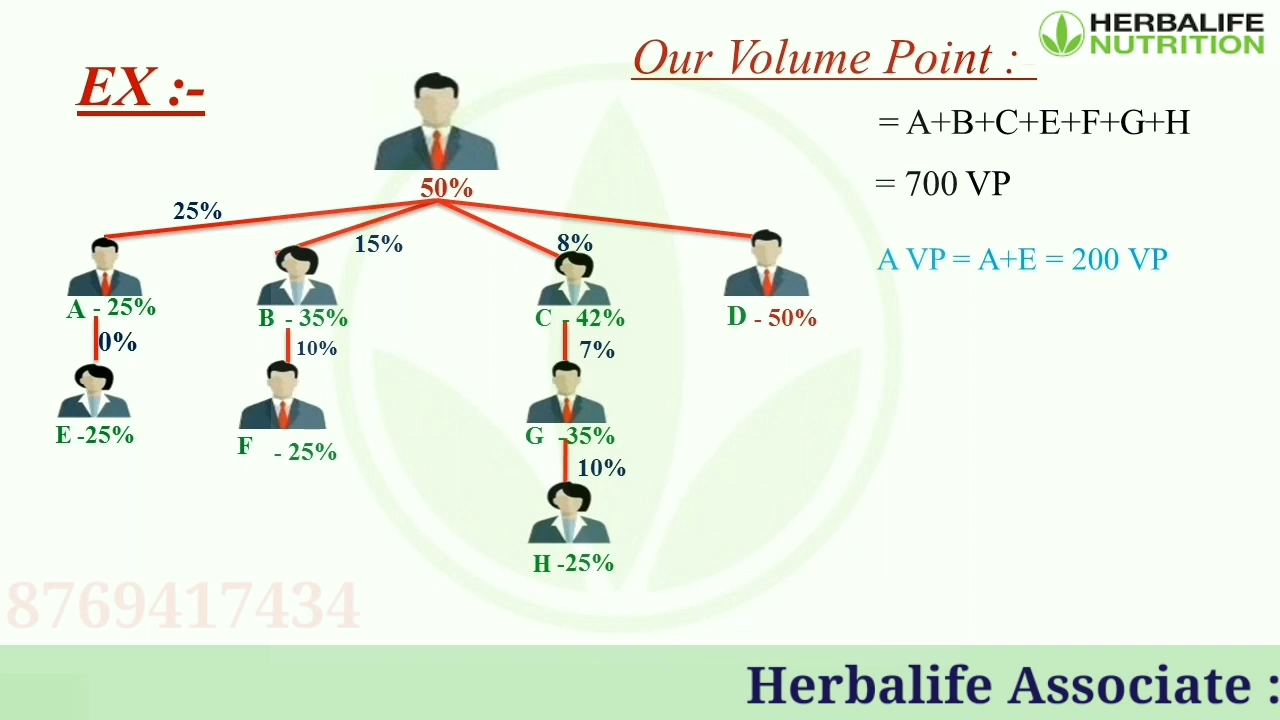 HERBALIFE
NUTRITION
EX :-
Our Volume Point :-
= A+B+C+E+F+G+H
= 700 VP
A VP = A+E = 200 VP
50%
25%
15%
8%
A - 25%
B - 35%
C - 42%
D - 50%
0%
10%
7%
E -25%
F - 25%
G -35%
10%
H -25%
8769417434
Herbalife Associate :